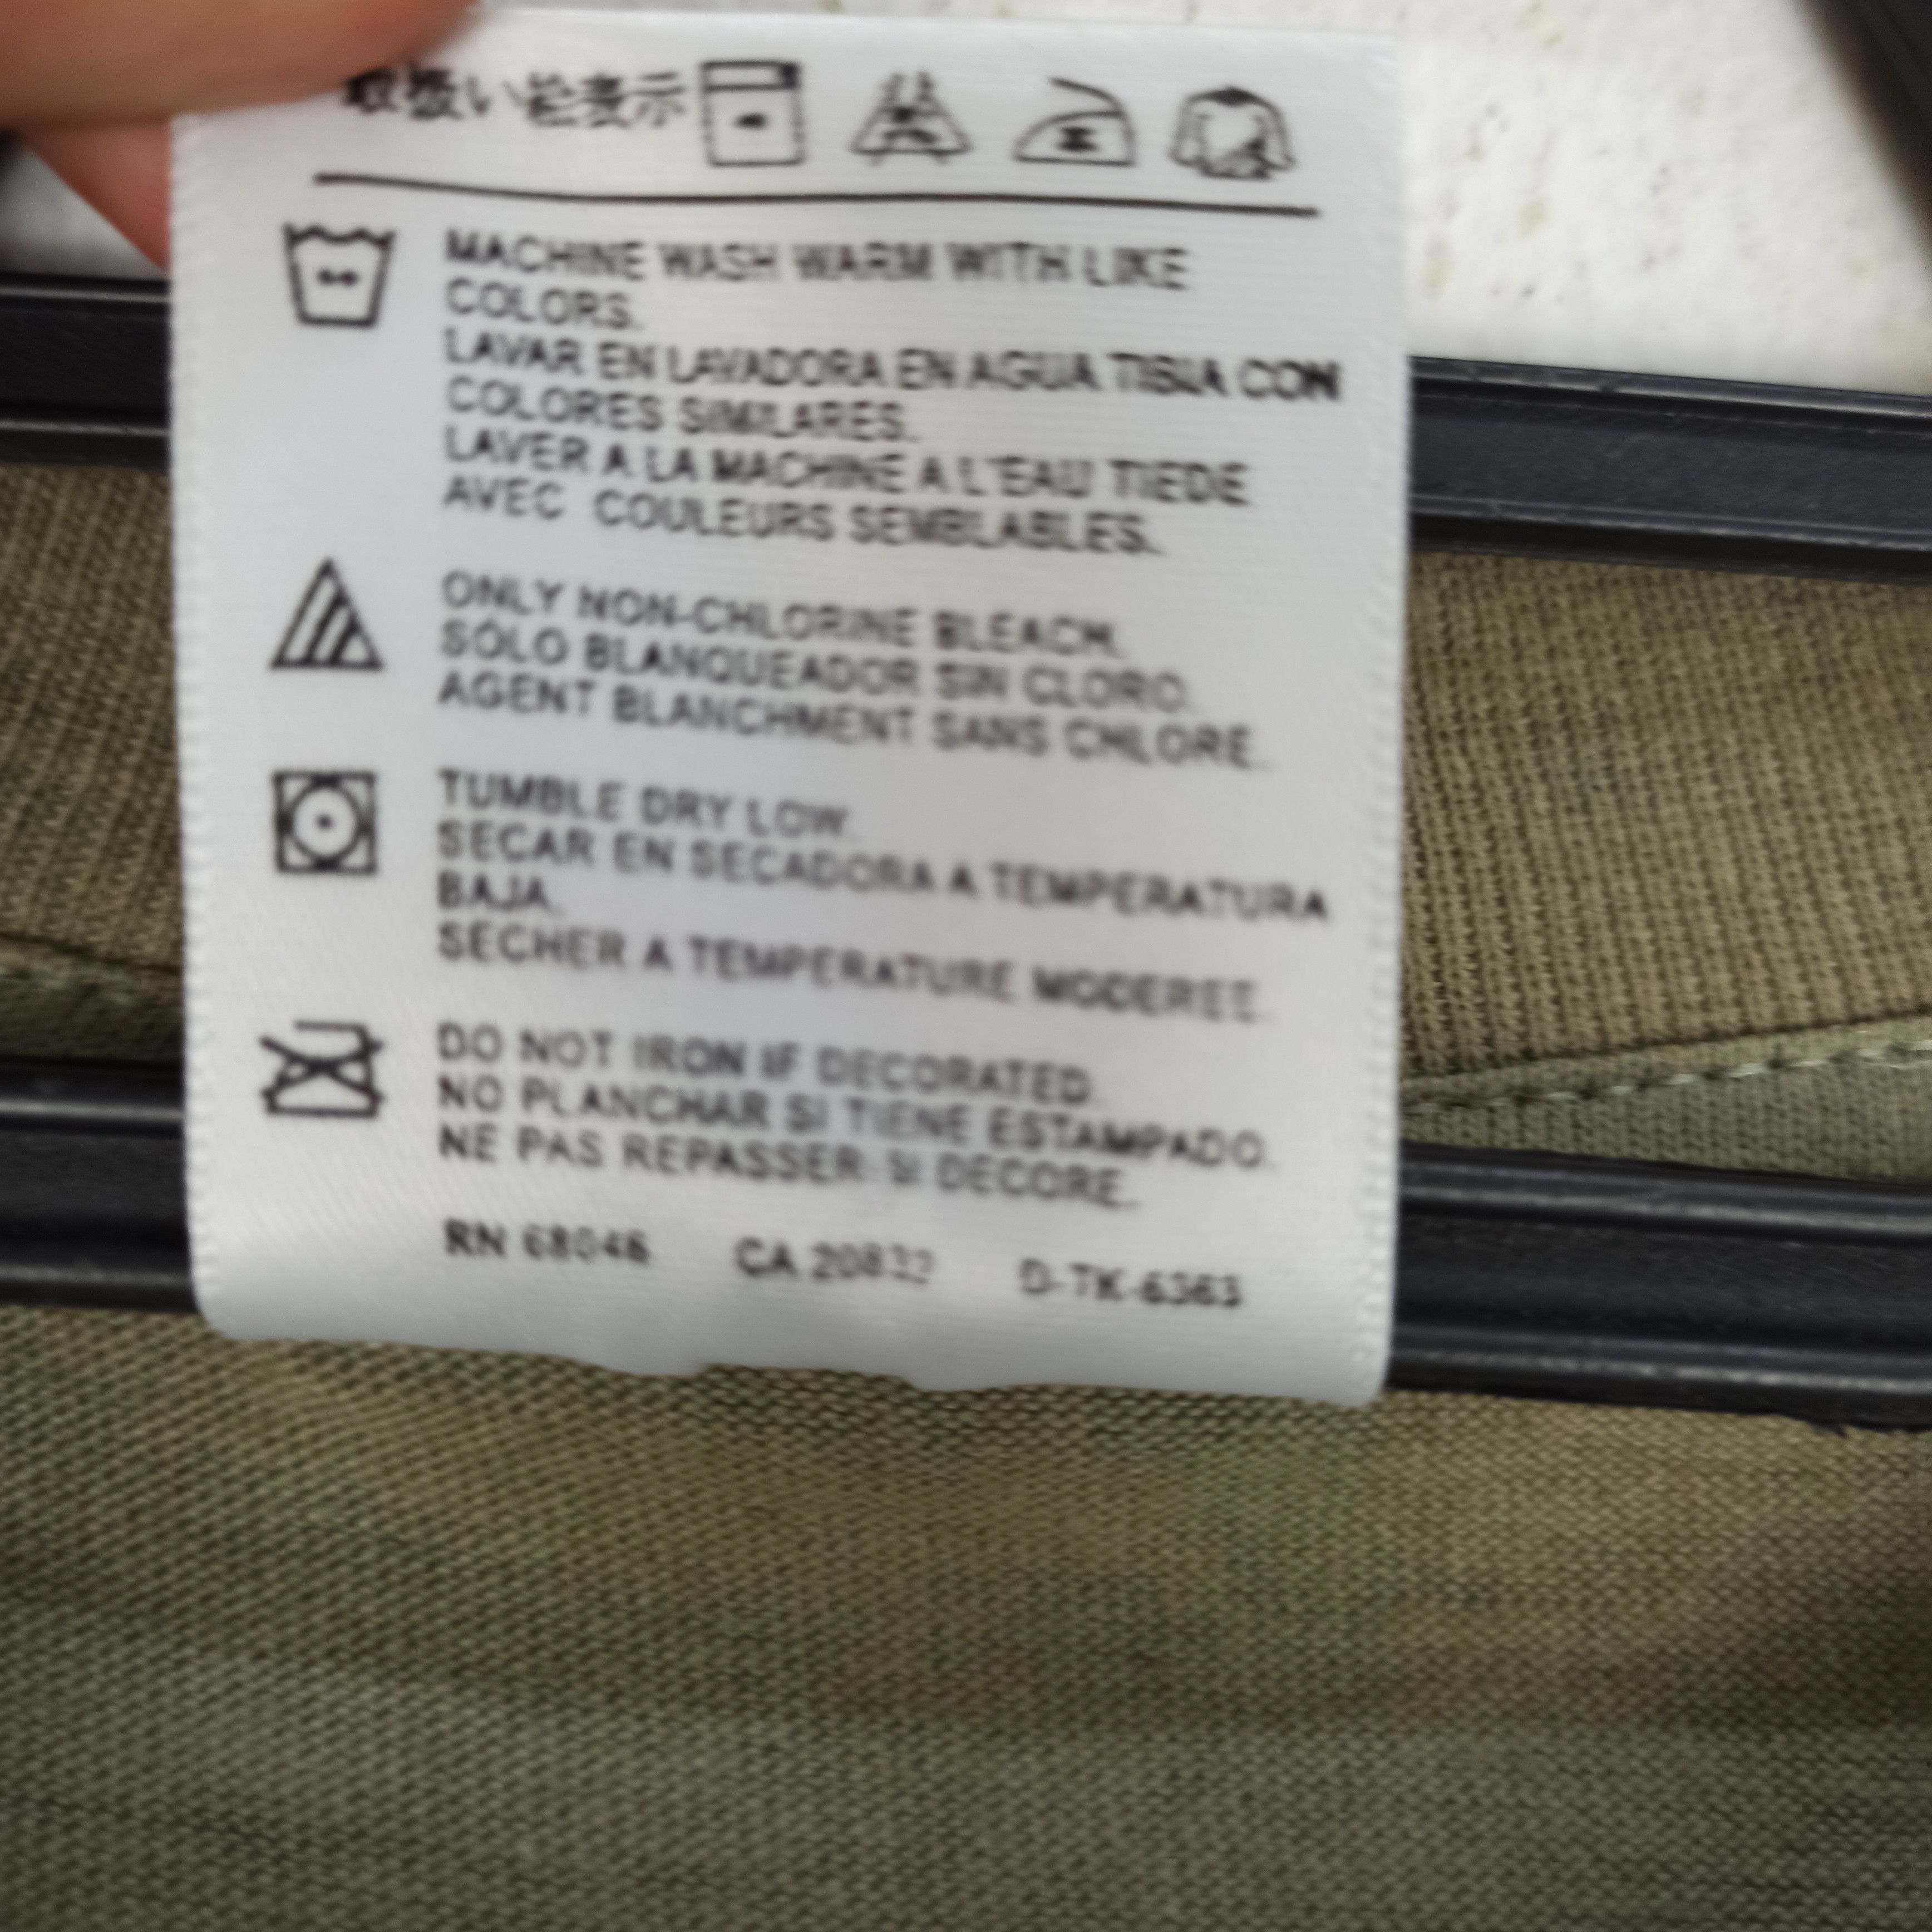 取扱い絵表示
MACHINE WASH WARM WITH LIKE
COLORS.
LAVAR EN LAVADORA EN AGUA TIBIA CON
COLORES SIMILARES.
LAVER A LA MACHINE A L'EAU TIEDE
AVEC COULEURS SEMBLABLES.
ONLY NON-CHLORINE BLEACH.
SÓLO BLANQUEADOR SIN CLORO.
AGENT BLANCHMENT SANS CHLORE.
TUMBLE DRY LOW.
SECAR EN SECADORA A TEMPERATURA
BAJA.
SECHER A TEMPERATURE MODEREE.
DO NOT IRON IF DECORATED.
NO PLANCHAR SI TIENE ESTAMPADO.
NE PAS REPASSER SI DECORE.
RN 68046 CA 20832 D-TK-6363